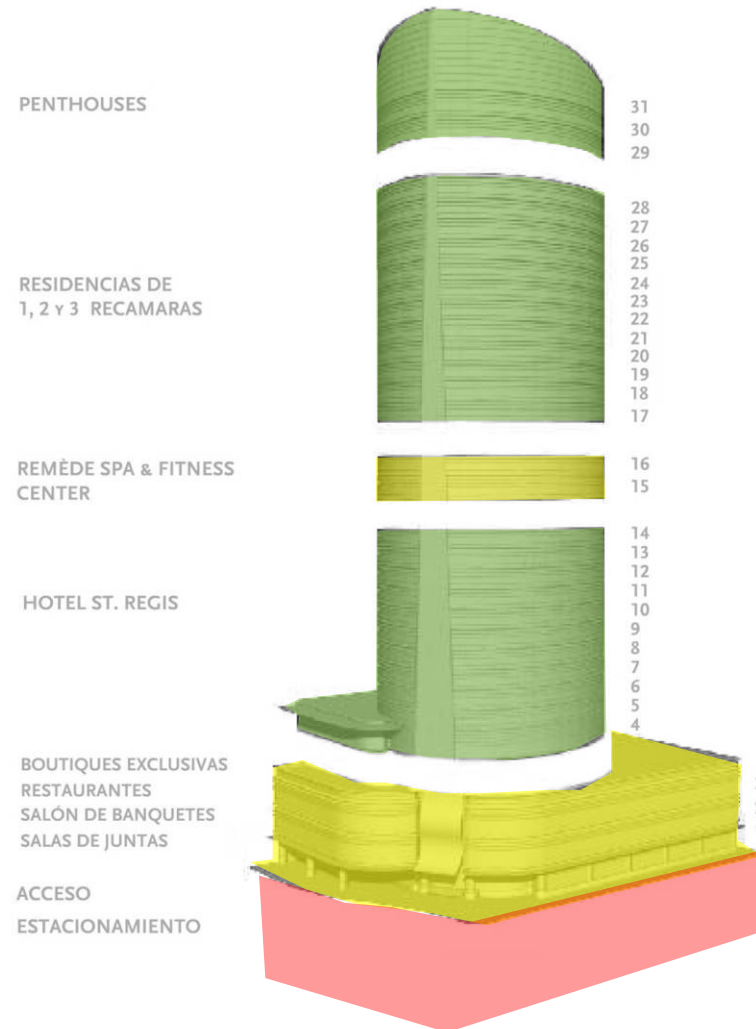 PENTHOUSES
31
30
29
28
27
26
25
24
23
22
21
20
19
18
17
RESIDENCIAS DE
1, 2 Y 3 RECAMARAS
16
15
REMÈDE SPA & FITNESS
CENTER
14
13
12
11
10
9
8
7
6
5
4
HOTEL ST. REGIS
BOUTIQUES EXCLUSIVAS
RESTAURANTES
SALÓN DE BANQUETES
SALAS DE JUNTAS
ACCESO
ESTACIONAMIENTO